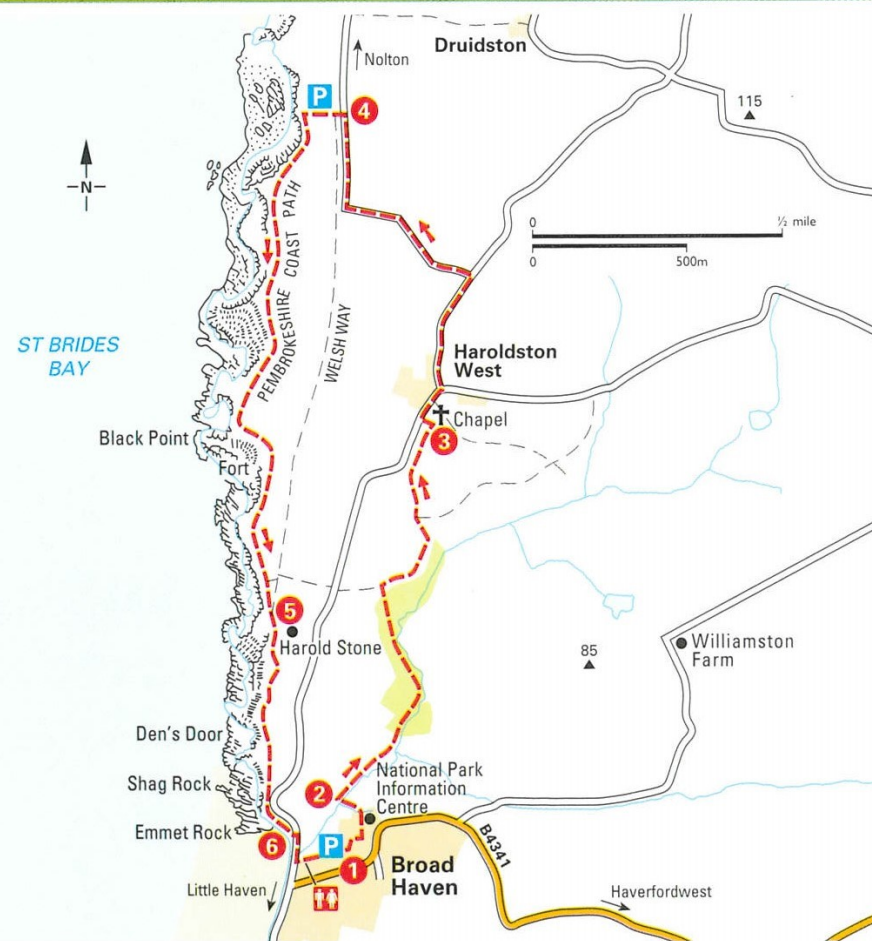 Druidston
Nolton
P
4
115
N
0
½ mile
0
500m
PEMBROKESHIRE COAST PATH
WELSH WAY
ST BRIDES
BAY
Haroldston
West
Chapel
3
Black Point
Fort
5
Harold Stone
85
Williamston
Farm
Den's Door
Shag Rock
Emmet Rock
2
National Park
Information
Centre
6
P
1
Broad
Haven
B4341
Little Haven
Haverfordwest